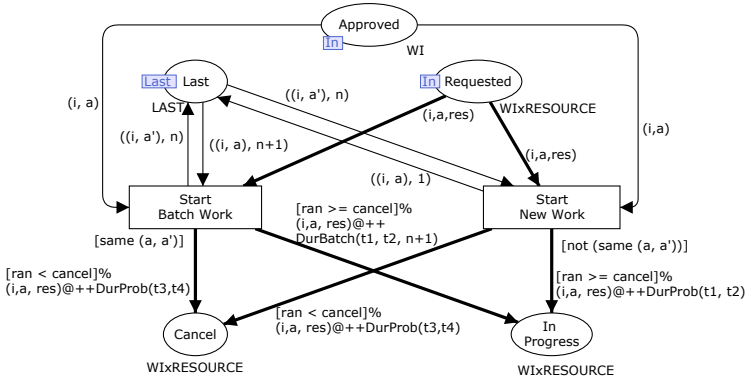 Approved
In
WI
Last
Last
In
Requested
LAST
WIxRESOURCE
(i, a)
((i, a'), n)
(i,a,res)
(i,a)
((i, a'), n)
((i, a), n+1)
(i,a,res)
((i, a), 1)
Start
Batch Work
Start
New Work
[ran >= cancel]%
(i,a, res)@++
DurBatch(t1, t2, n+1)
[same (a, a')]
[not (same (a, a'))]
[ran < cancel]%
(i,a, res)@++DurProb(t3,t4)
[ran >= cancel]%
(i,a, res)@++DurProb(t1, t2)
[ran < cancel]%
(i,a, res)@++DurProb(t3,t4)
Cancel
In
Progress
WIxRESOURCE
WIxRESOURCE